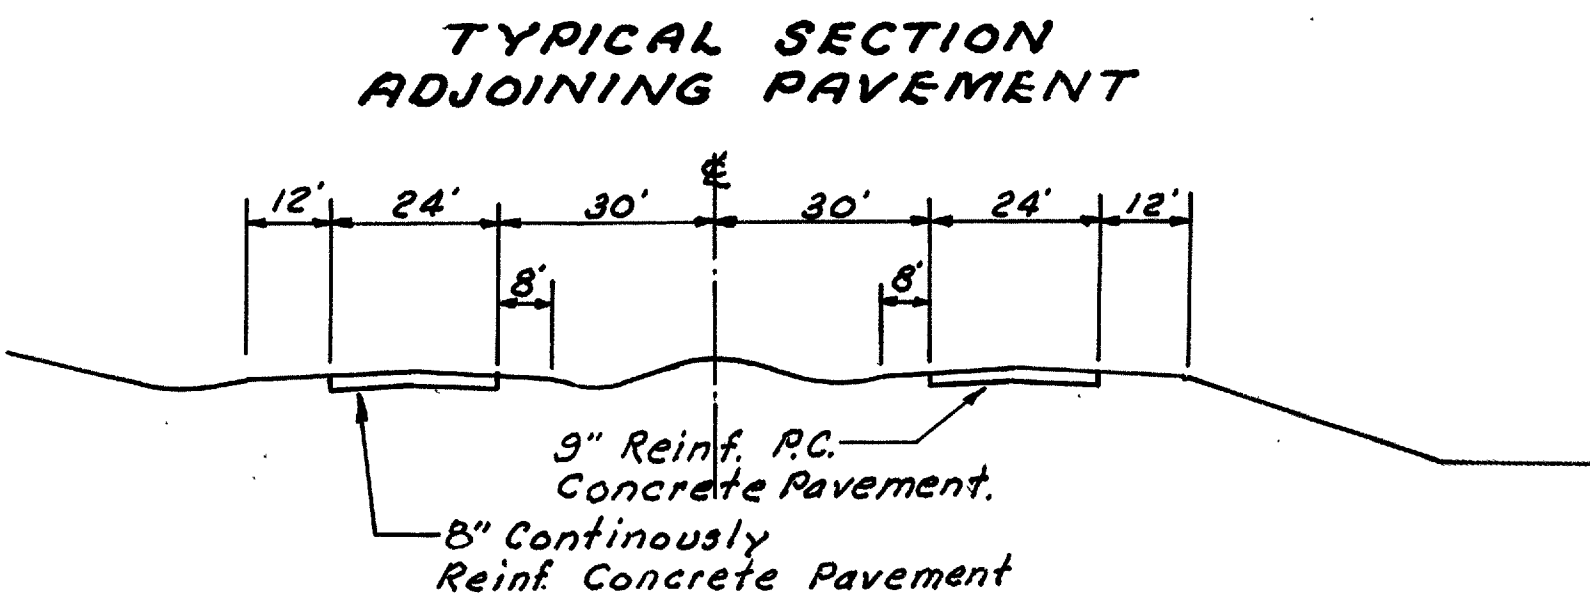 TYPICAL SECTION
ADJOINING PAVEMENT
℄
12' 24' 30' 30' 24' 12'
8' 8'
9" Reinf. P.C.
Concrete Pavement.
8" Continously
Reinf. Concrete Pavement